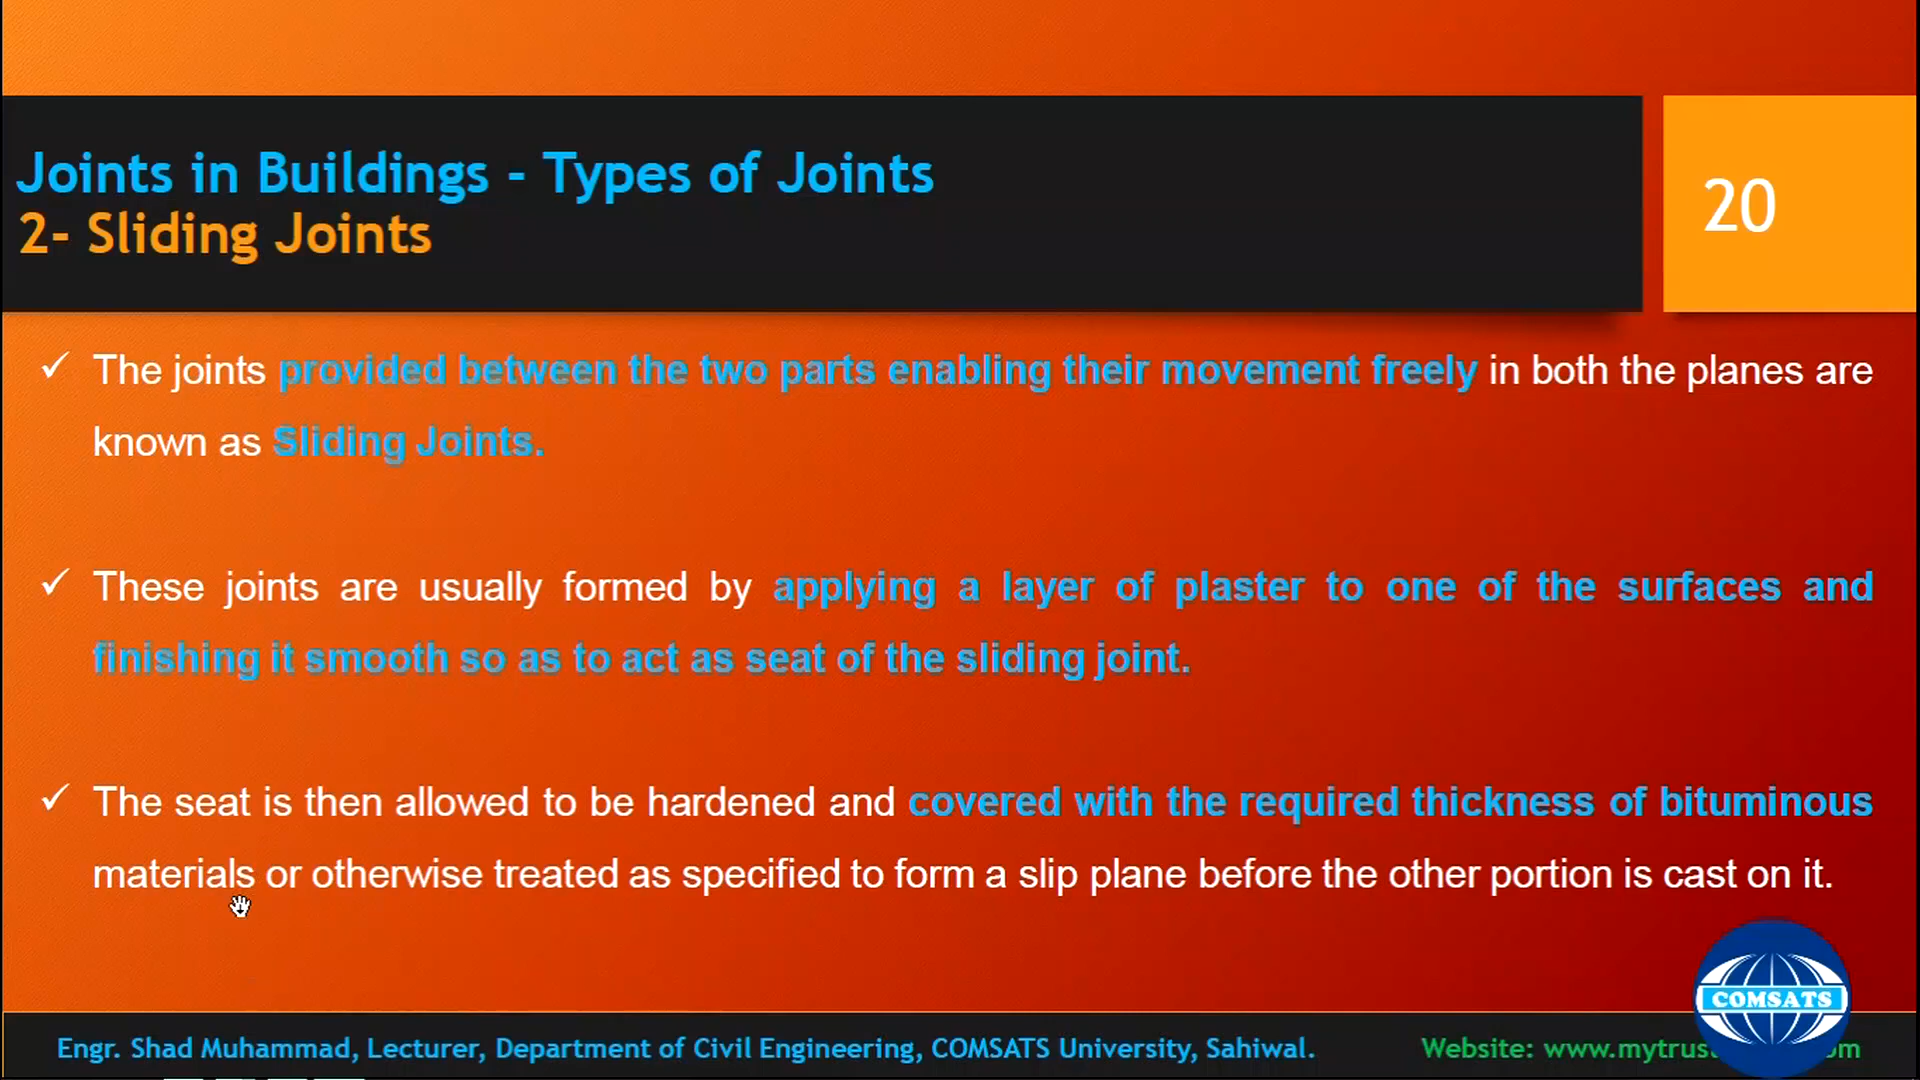 Joints in Buildings - Types of Joints
2- Sliding Joints
20
✓ The joints provided between the two parts enabling their movement freely in both the planes are
known as Sliding Joints.
✓ These joints are usually formed by applying a layer of plaster to one of the surfaces and
finishing it smooth so as to act as seat of the sliding joint.
✓ The seat is then allowed to be hardened and covered with the required thickness of bituminous
materials or otherwise treated as specified to form a slip plane before the other portion is cast on it.
COMSATS
Engr. Shad Muhammad, Lecturer, Department of Civil Engineering, COMSATS University, Sahiwal.
Website: